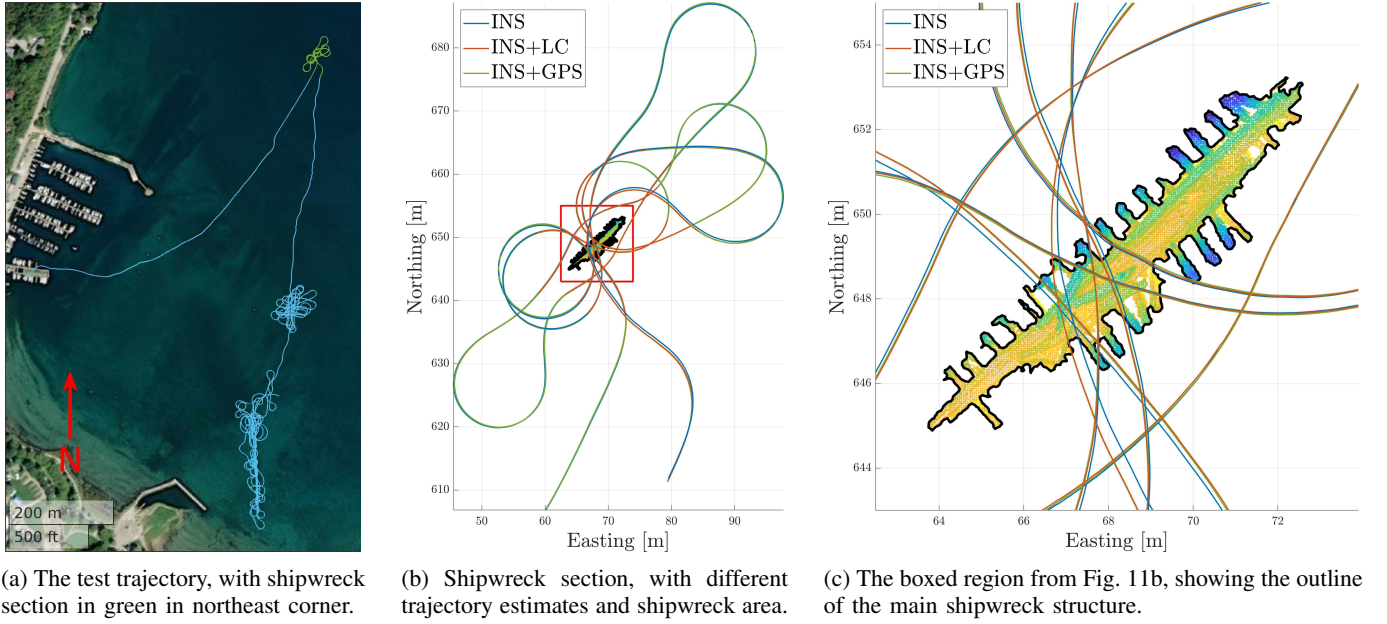 N
200 m
500 ft
INS
INS+LC
INS+GPS
680
670
660
650
640
630
620
610
50
60
70
80
90
Northing [m]
Easting [m]
INS
INS+LC
INS+GPS
654
652
650
648
646
644
64
66
68
70
72
Northing [m]
Easting [m]
(a) The test trajectory, with shipwreck
section in green in northeast corner.
(b) Shipwreck section, with different
trajectory estimates and shipwreck area.
(c) The boxed region from Fig. 11b, showing the outline
of the main shipwreck structure.